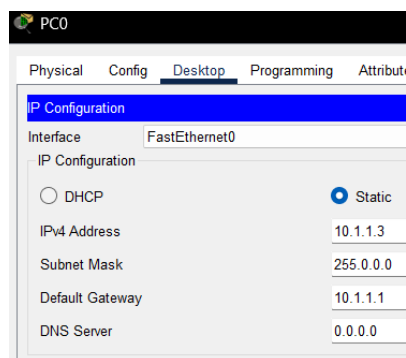 PC0
Physical Config Desktop Programming
IP Configuration
Interface FastEthernet0
IP Configuration
DHCP Static
IPv4 Address 10.1.1.3
Subnet Mask 255.0.0.0
Default Gateway 10.1.1.1
DNS Server 0.0.0.0